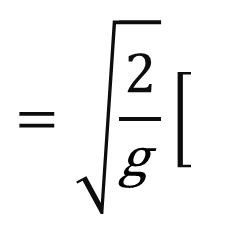 = √(2/g) [